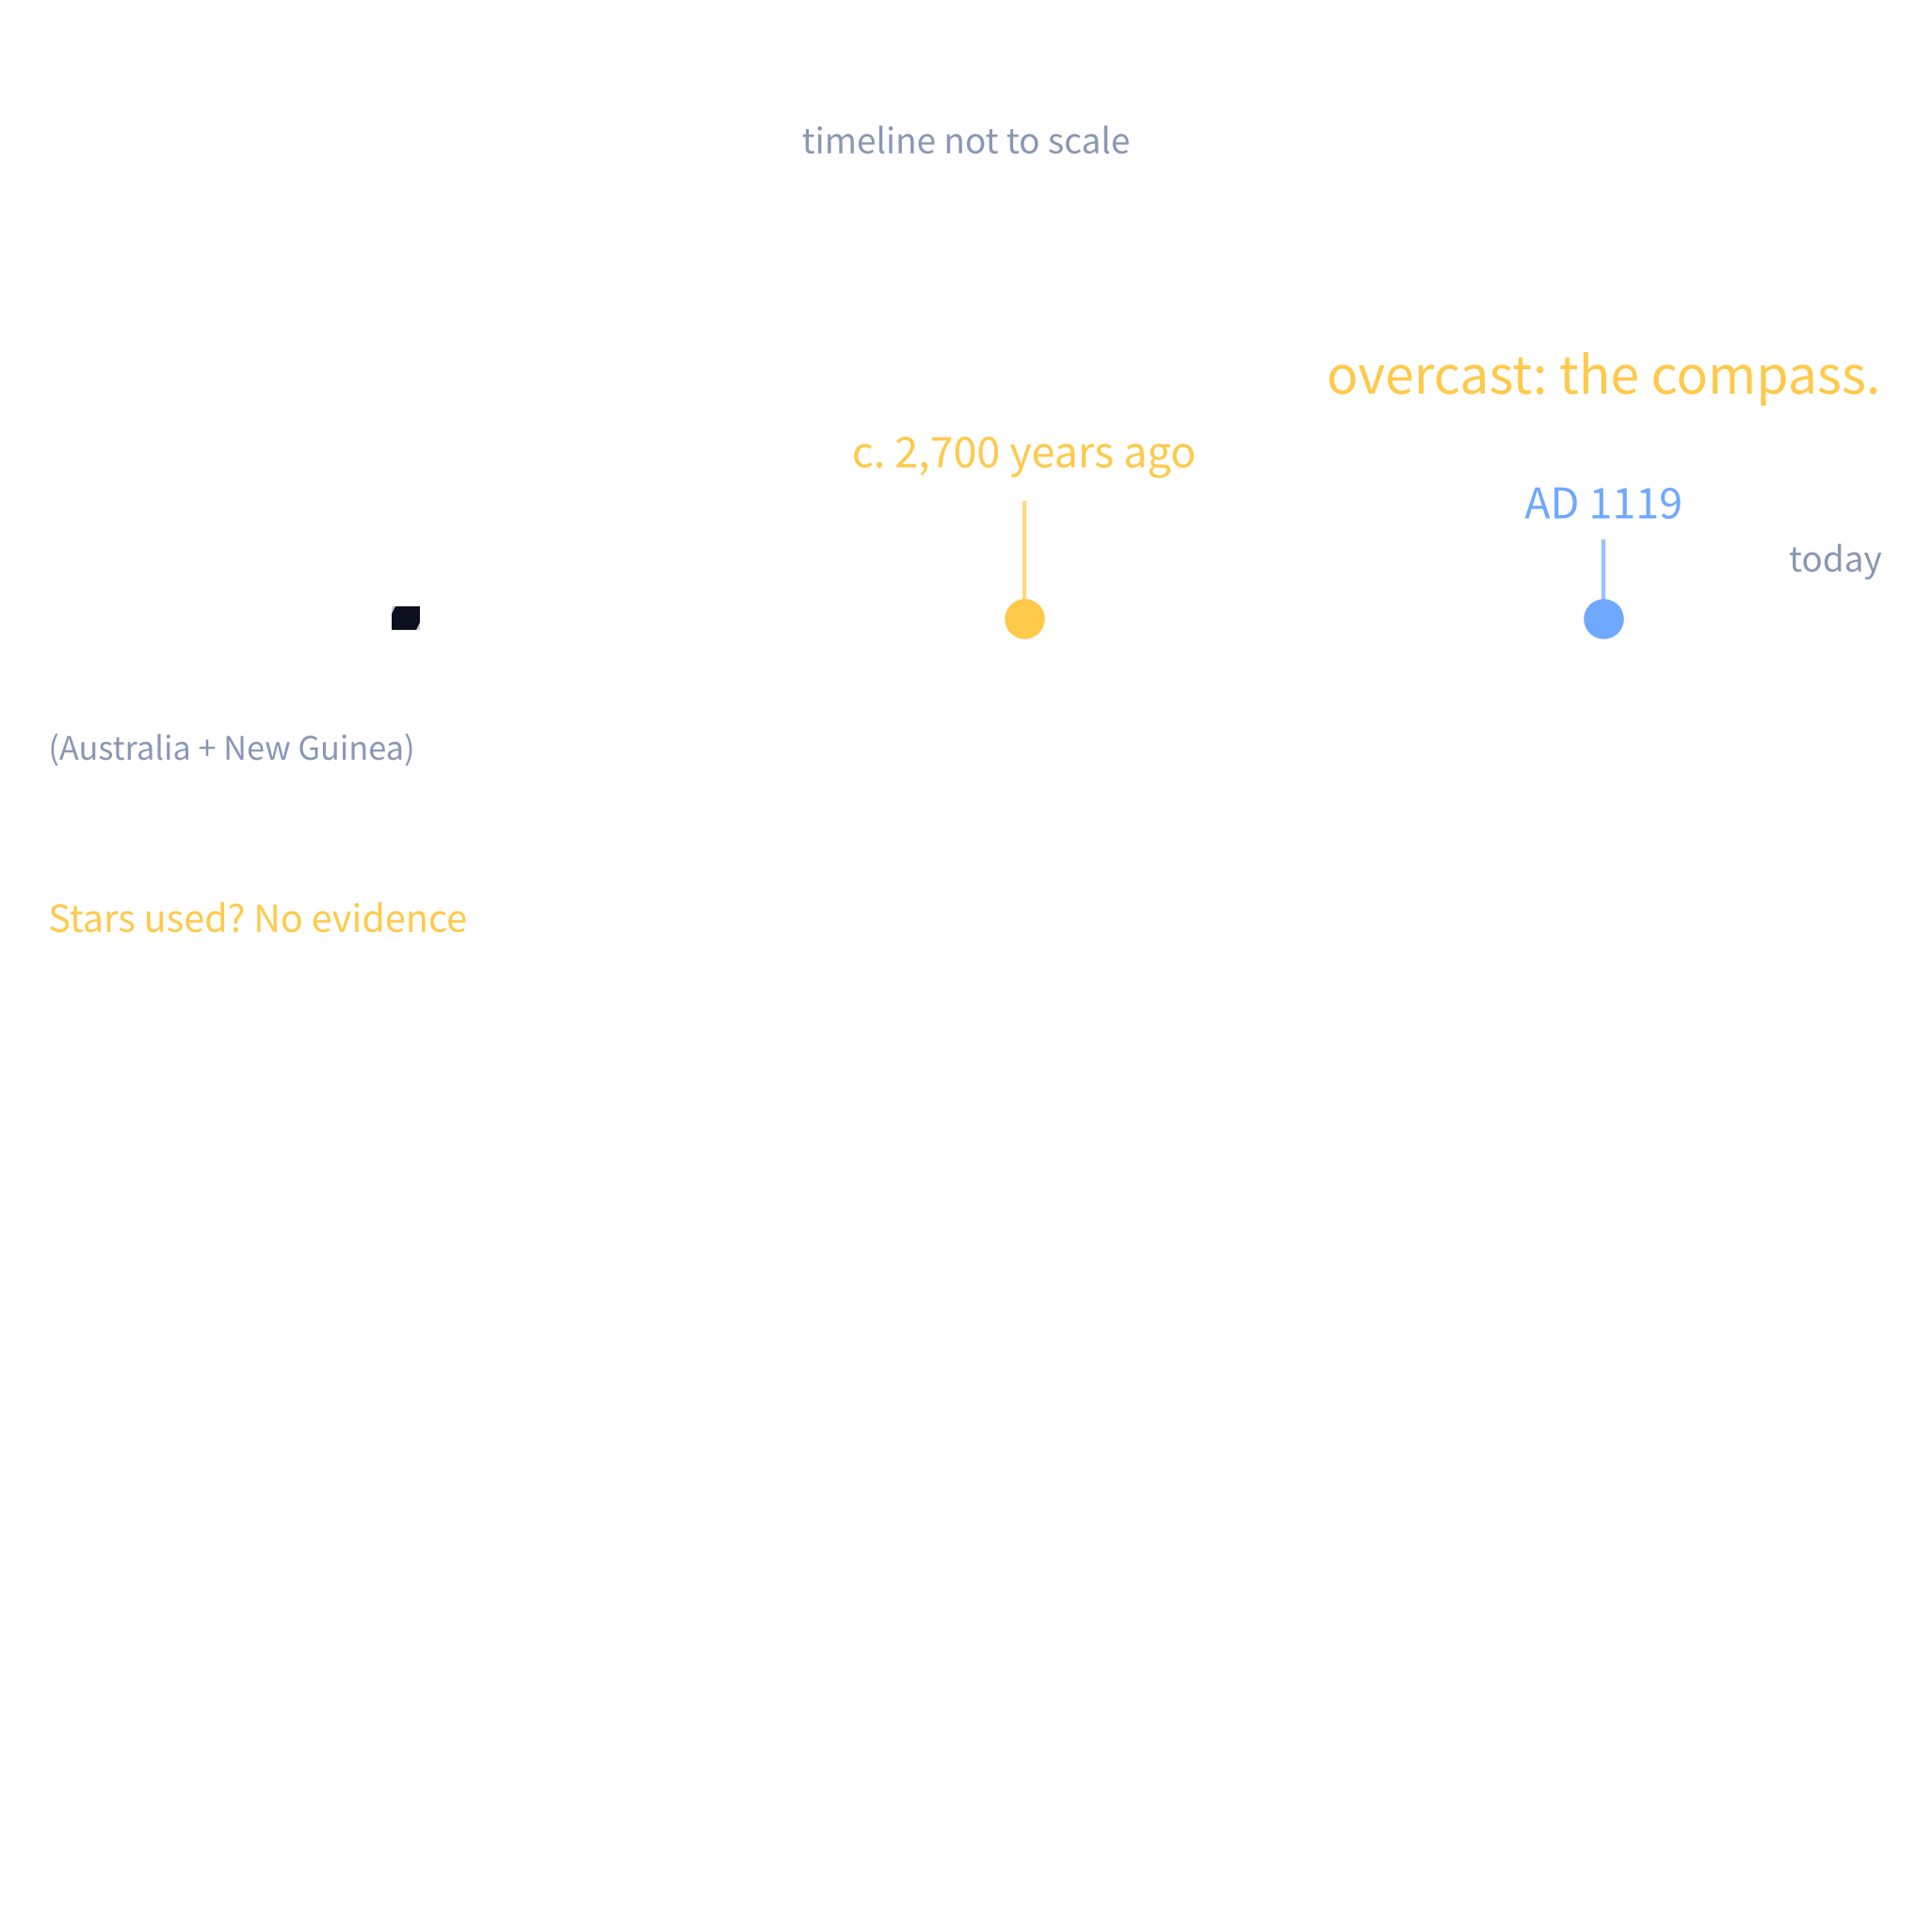 timeline not to scale
overcast: the compass.
c. 2,700 years ago
AD 1119
today
(Australia + New Guinea)
Stars used? No evidence